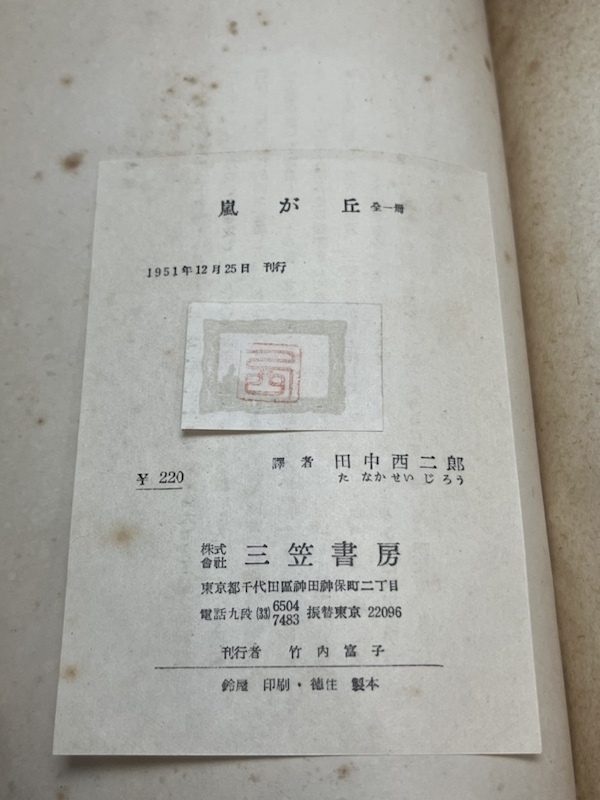 嵐が丘 全一冊
1951年12月25日 刊行
譯者 田中西二郎
たなかせいじろう
¥ 220
株式會社 三笠書房
東京都千代田區神田神保町二丁目
電話九段(33)6504 7483 振替東京 22096
刊行者 竹内富子
鈴屋 印刷・徳住 製本